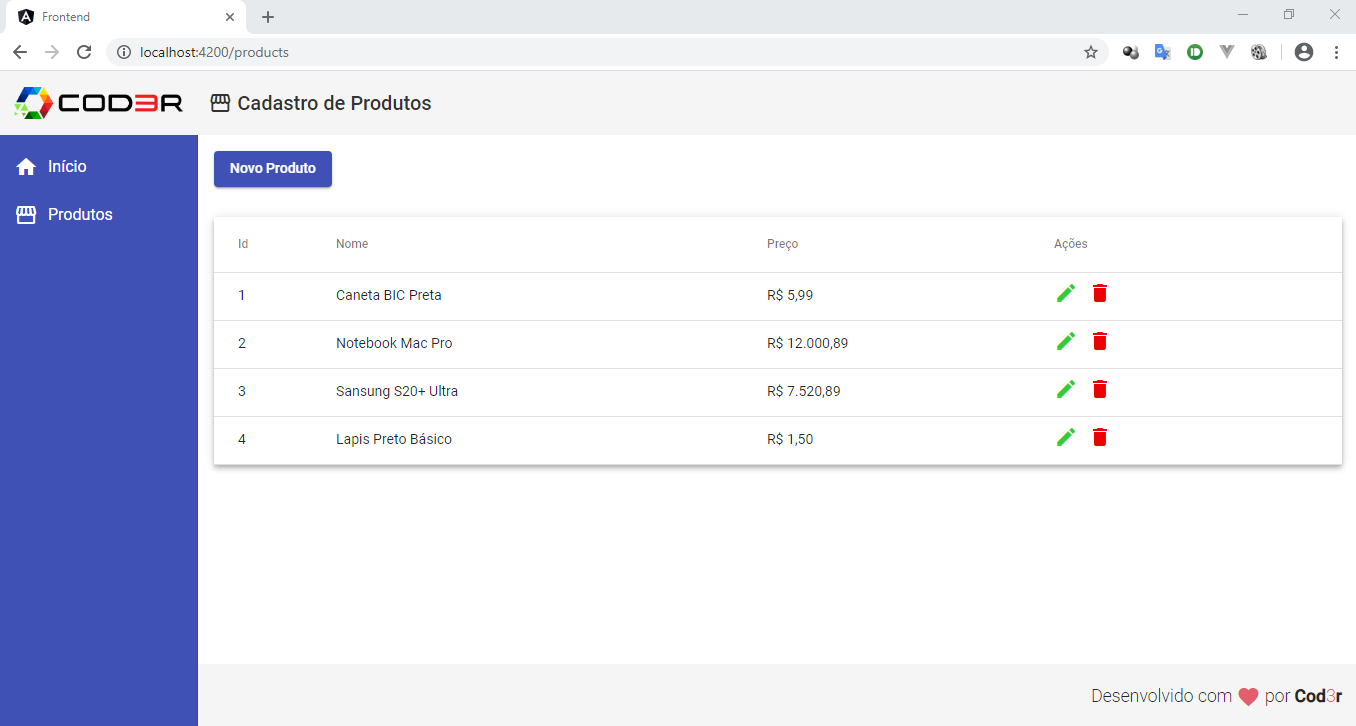 Frontend
localhost:4200/products
COD3R Cadastro de Produtos
Início
Produtos
Novo Produto
Id Nome Preço Ações
1 Caneta BIC Preta R$ 5,99
2 Notebook Mac Pro R$ 12.000,89
3 Sansung S20+ Ultra R$ 7.520,89
4 Lapis Preto Básico R$ 1,50
Desenvolvido com por Cod3r